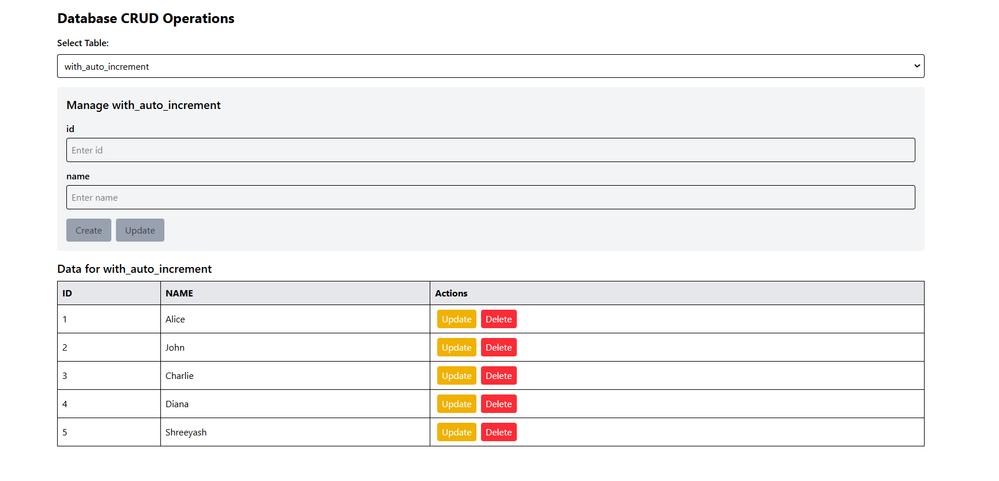 Database CRUD Operations
Select Table:
with_auto_increment
Manage with_auto_increment
id
Enter id
name
Enter name
Create Update
Data for with_auto_increment
ID NAME Actions
1 Alice Update Delete
2 John Update Delete
3 Charlie Update Delete
4 Diana Update Delete
5 Shreeyash Update Delete